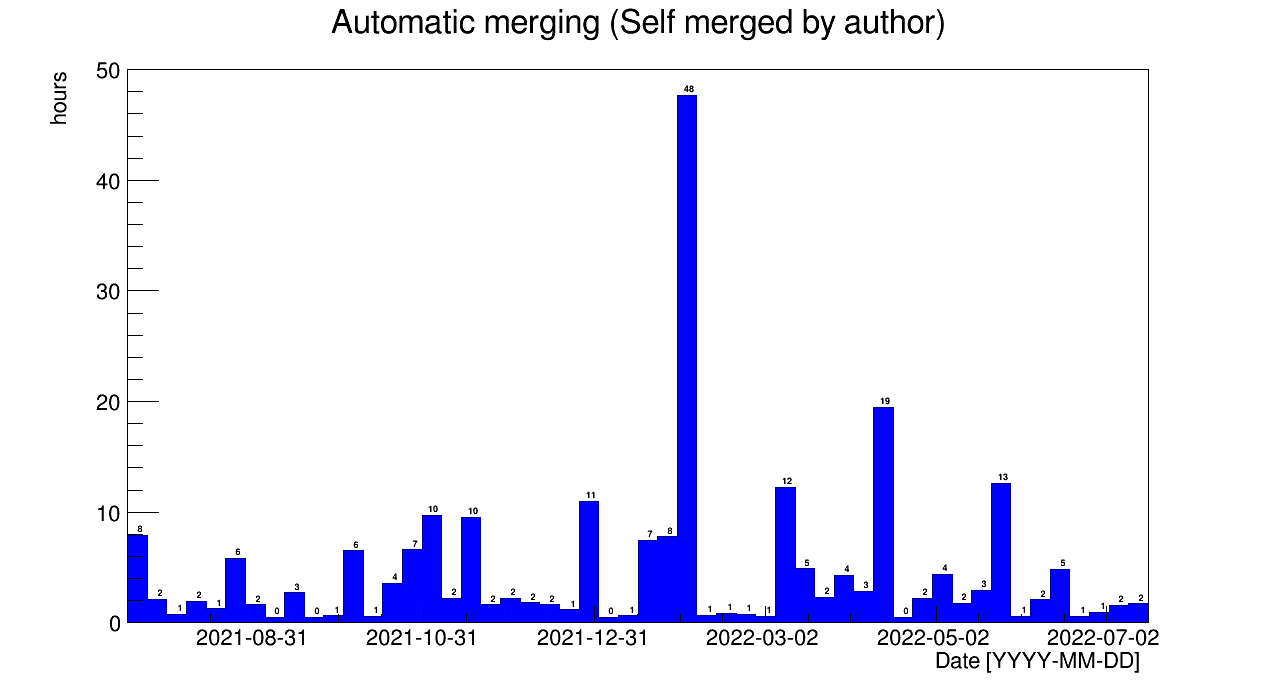 Automatic merging (Self merged by author)
hours
50
40
30
20
10
0
8 2 1 2 1 6 2 0 3 0 1 6 1 4 7 10 2 10 2 2 2 2 1 11 0 1 7 8 48 1 1 1 1 12 5 2 4 3 19 0 2 4 2 3 13 1 2 5 1 1 2 2
2021-08-31 2021-10-31 2021-12-31 2022-03-02 2022-05-02 2022-07-02
Date [YYYY-MM-DD]